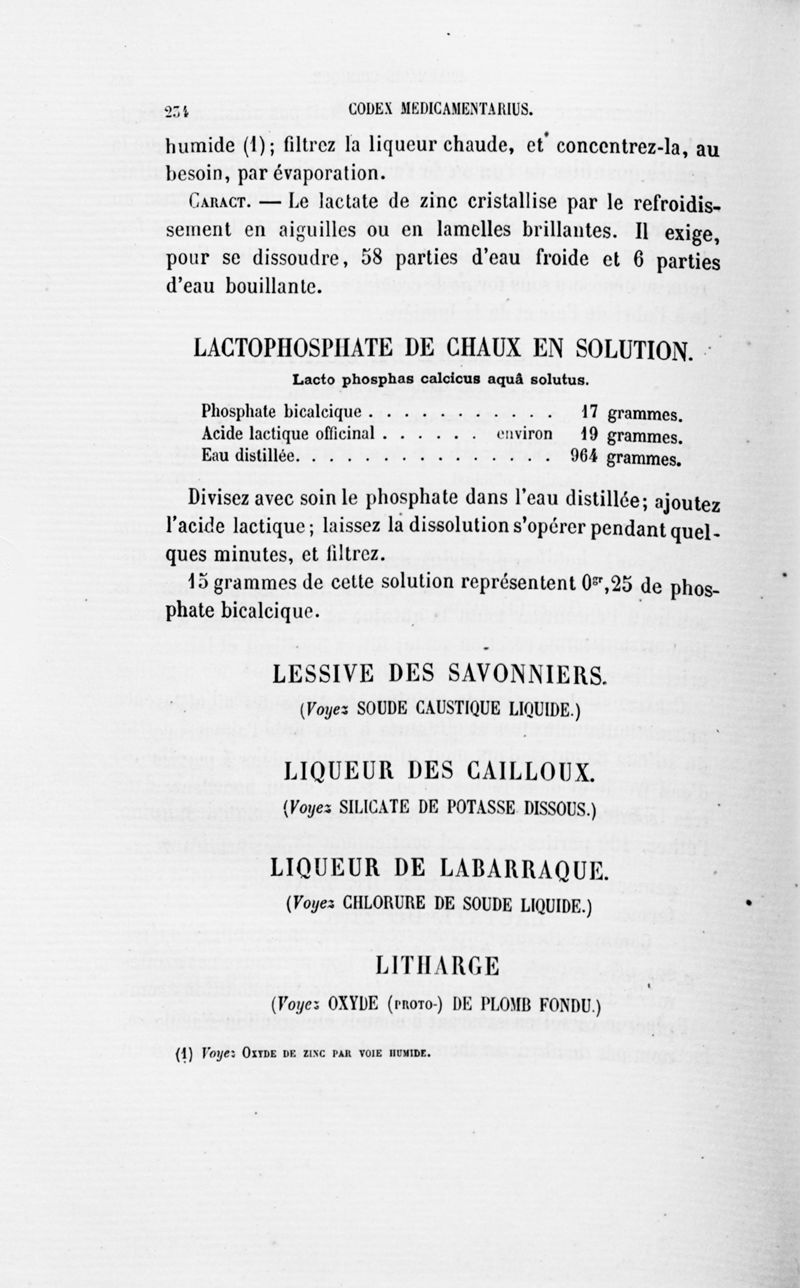 234 CODEX MEDICAMENTARIUS.
humide (1); filtrez la liqueur chaude, et concentrez-la, au
besoin, par évaporation.
CARACT. — Le lactate de zinc cristallise par le refroidis-
sement en aiguilles ou en lamelles brillantes. Il exige,
pour se dissoudre, 58 parties d'eau froide et 6 parties
d'eau bouillante.
LACTOPHOSPHATE DE CHAUX EN SOLUTION.
Lacto phosphas calcicus aquâ solutus.
Phosphate bicalcique . . . . . . . . . . . 17 grammes.
Acide lactique officinal . . . . . . environ 19 grammes.
Eau distillée. . . . . . . . . . . . . . . 964 grammes.
Divisez avec soin le phosphate dans l'eau distillée; ajoutez
l'acide lactique; laissez la dissolution s'opérer pendant quel-
ques minutes, et filtrez.
15 grammes de cette solution représentent 0gr,25 de phos-
phate bicalcique.
LESSIVE DES SAVONNIERS.
(Voyez SOUDE CAUSTIQUE LIQUIDE.)
LIQUEUR DES CAILLOUX.
(Voyez SILICATE DE POTASSE DISSOUS.)
LIQUEUR DE LABARRAQUE.
(Voyez CHLORURE DE SOUDE LIQUIDE.)
LITHARGE
(Voyez OXYDE (PROTO-) DE PLOMB FONDU.)
(1) Voyez OXYDE DE ZINC PAR VOIE HUMIDE.